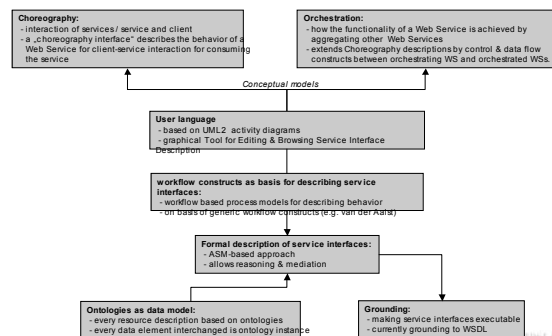 Choreography:
- interaction of services / service and client
- a „choreography interface“ describes the behavior of a
Web Service for client-service interaction for consuming
the service
Orchestration:
- how the functionality of a Web Service is achieved by
aggregating other Web Services
- extends Choreography descriptions by control & data flow
constructs between orchestrating WS and orchestrated WSs.
Conceptual models
User language
- based on UML2 activity diagrams
- graphical Tool for Editing & Browsing Service Interface
Description
workflow constructs as basis for describing service
interfaces:
- workflow based process models for describing behavior
- on basis of generic workflow constructs (e.g. van der Aalst)
Formal description of service interfaces:
- ASM-based approach
- allows reasoning & mediation
Ontologies as data model:
- every resource description based on ontologies
- every data element interchanged is ontology instance
Grounding:
- making service interfaces executable
- currently grounding to WSDL